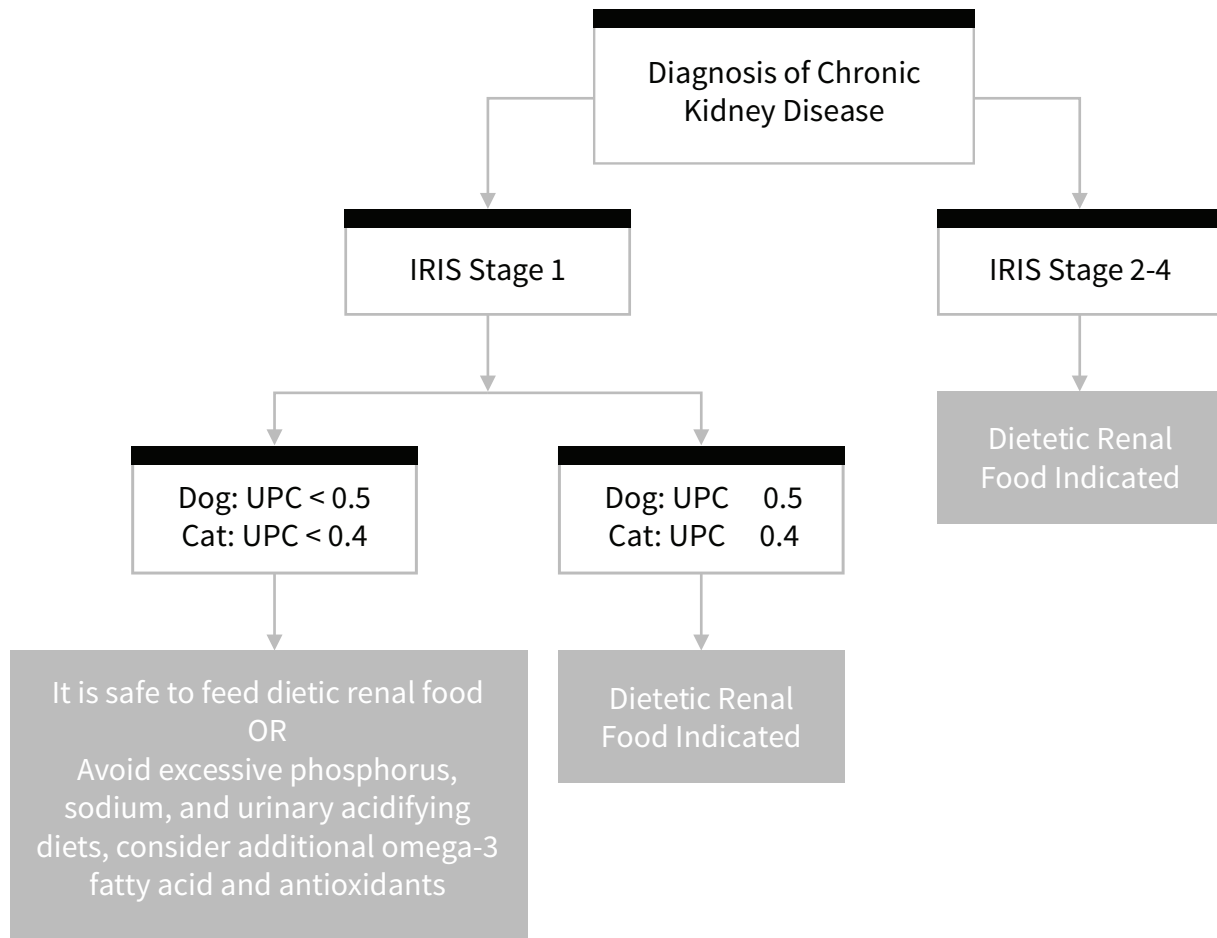 Diagnosis of Chronic
Kidney Disease
IRIS Stage 1
IRIS Stage 2-4
Dietetic Renal
Food Indicated
Dog: UPC < 0.5
Cat: UPC < 0.4
Dog: UPC 0.5
Cat: UPC 0.4
It is safe to feed dietic renal food
OR
Avoid excessive phosphorus,
sodium, and urinary acidifying
diets, consider additional omega-3
fatty acid and antioxidants
Dietetic Renal
Food Indicated